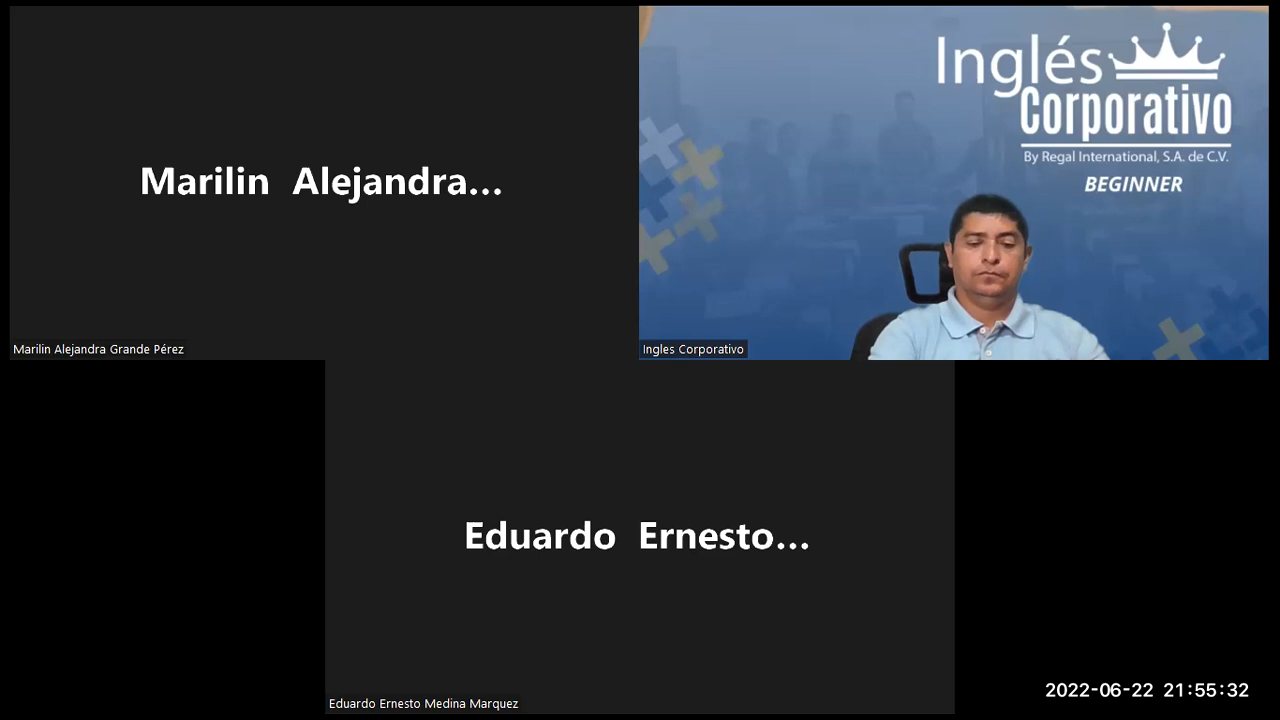 Marilin Alejandra...
Marilin Alejandra Grande Pérez
Inglés
Corporativo
By Regal International, S.A. de C.V.
BEGINNER
Ingles Corporativo
Eduardo Ernesto...
Eduardo Ernesto Medina Marquez
2022-06-22 21:55:32